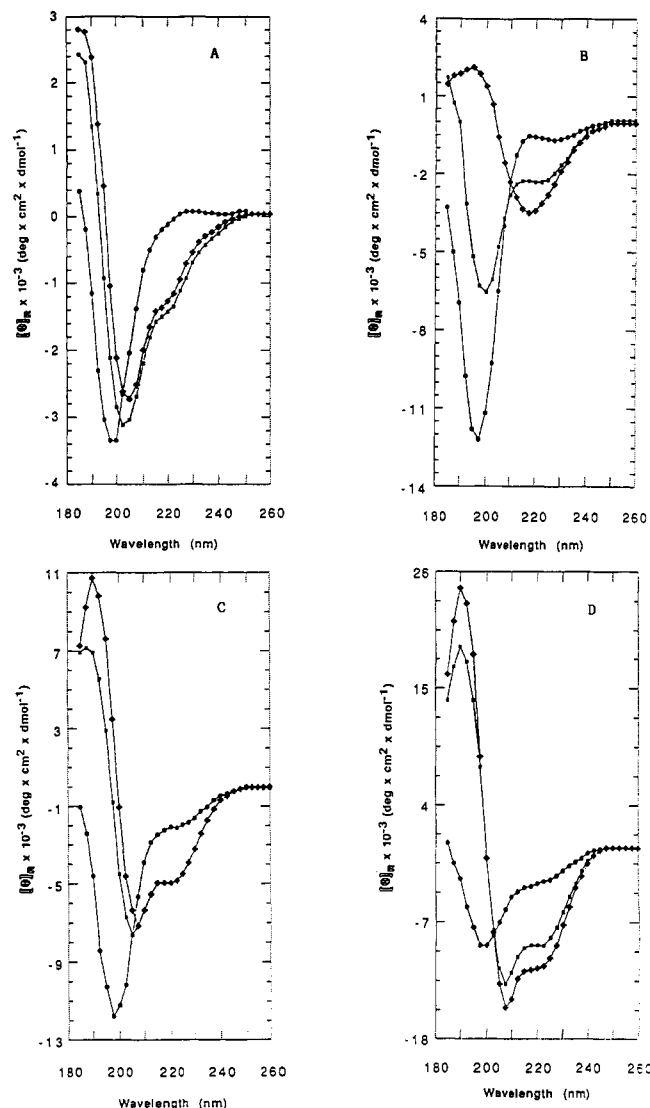 A
3
2
1
0
-1
-2
-3
-4
[Θ]R x 10⁻³ (deg x cm² x dmol⁻¹)
180 200 220 240 260
Wavelength (nm)
B
4
2
-2
-5
-8
-11
-14
[Θ]R x 10⁻³ (deg x cm² x dmol⁻¹)
180 200 220 240 260
Wavelength (nm)
C
11
7
3
-1
-5
-9
-13
[Θ]R x 10⁻³ (deg x cm² x dmol⁻¹)
180 200 220 240 260
Wavelength (nm)
D
25
15
4
-7
-18
[Θ]R x 10⁻³ (deg x cm² x dmol⁻¹)
180 200 220 240 260
Wavelength (nm)